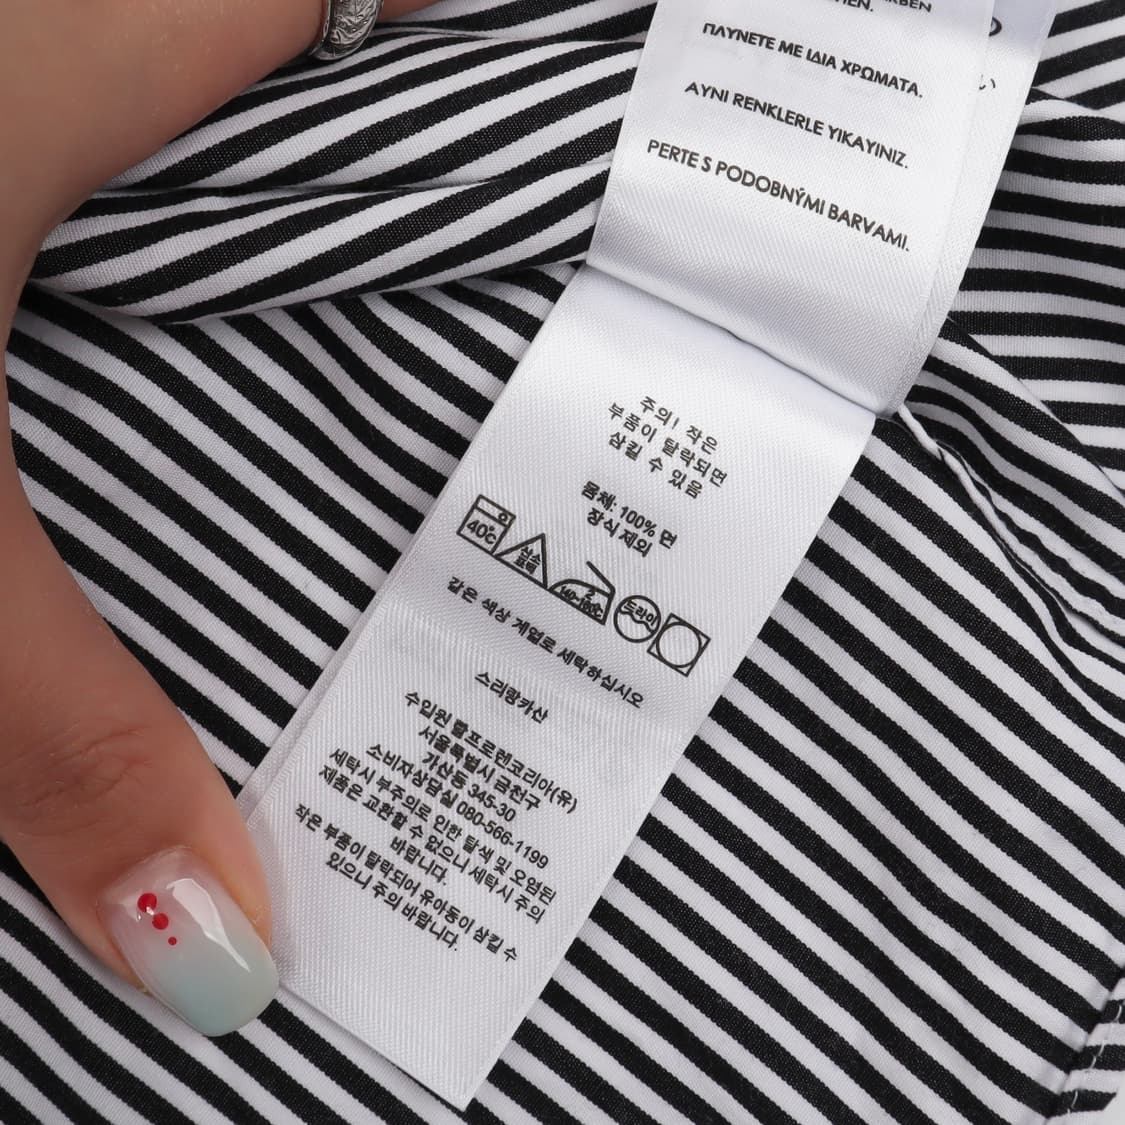 ΠΛΥΝΕΤΕ ΜΕ ΙΔΙΑ ΧΡΩΜΑΤΑ.
AYNI RENKLERLE YIKAYINIZ.
PERTE S PODOBNÝMI BARVAMI.
주의! 작은
부품이 탈락되면
삼킬 수 있음
몸체: 100% 면
장식 제외
40°C
산소
표백
드라이
같은 색상 계열로 세탁하십시오
소리랑카산
수입원 랄프로렌코리아(유)
서울특별시 금천구
가산동 345-30
소비자상담실 080-566-1199
세탁시 부주의로 인한 탈색 및 오염된
제품은 교환할 수 없으니 세탁시 주의
바랍니다.
작은 부품이 탈락되어 유아동이 삼킬 수
있으니 주의 바랍니다.